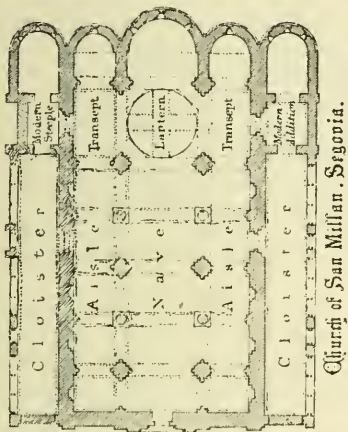 Modern
Steeple
Transept
Lantern
Transept
Modern
Addition
Cloister
Aisle
Nave
Aisle
Cloister
Church of San Millan. Segovia.